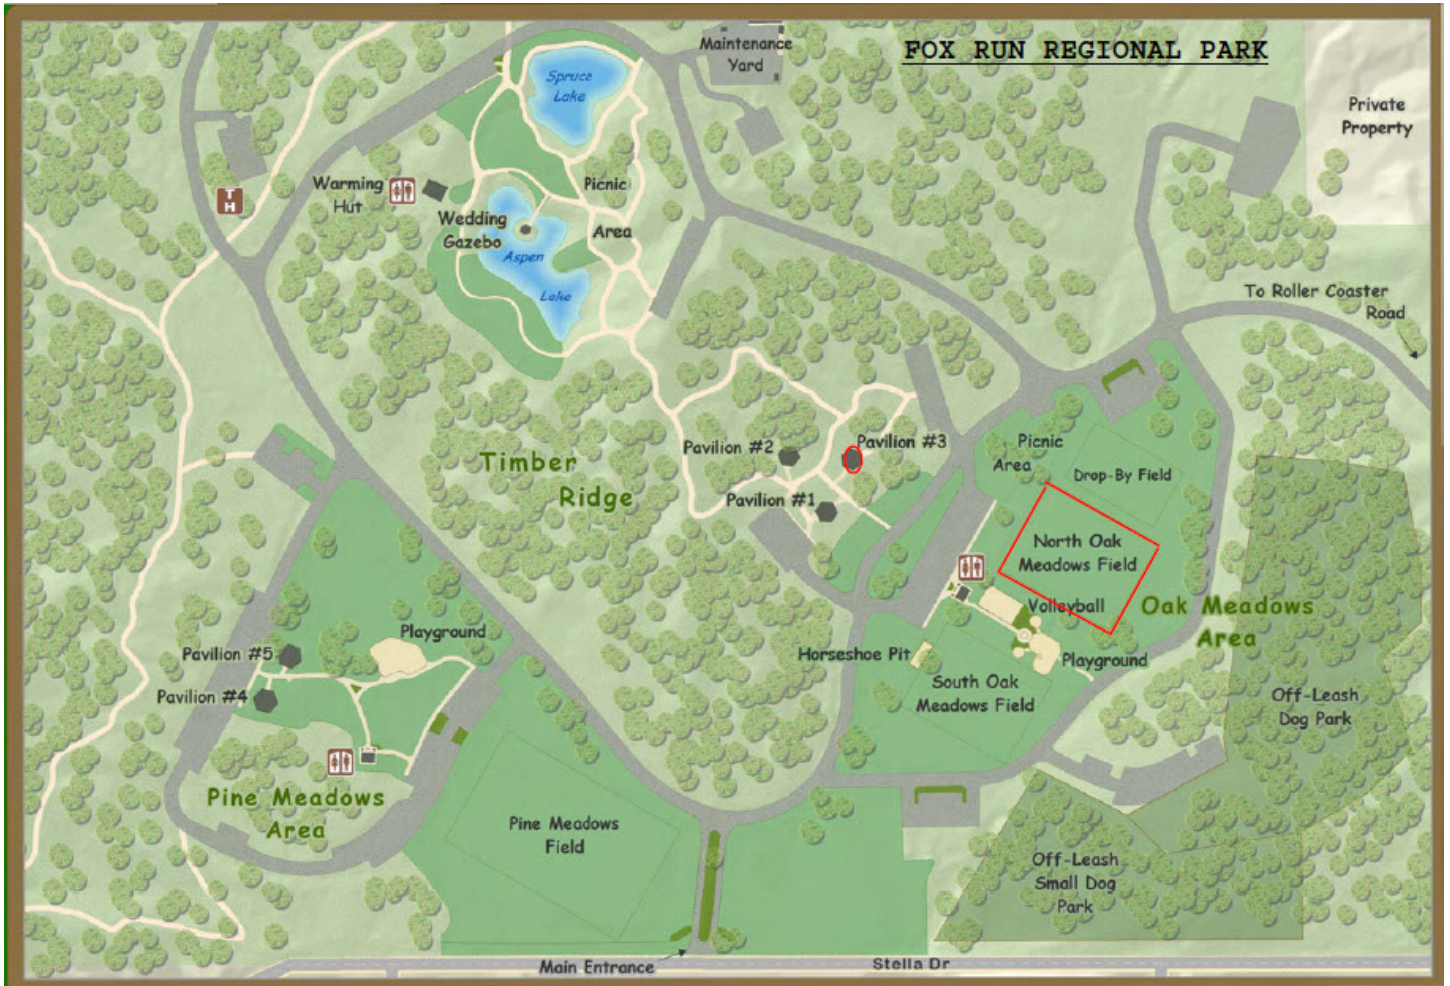 FOX RUN REGIONAL PARK
Maintenance
Yard
Spruce
Lake
Private
Property
Warming
Hut
T
H
Picnic
Area
Wedding
Gazebo
Aspen
Lake
To Roller Coaster
Road
Pavilion #2
Pavilion #3
Pavilion #1
Timber
Ridge
Picnic
Area
Drop-By Field
North Oak
Meadows Field
Volleyball
Oak Meadows
Area
Playground
Horseshoe Pit
Playground
South Oak
Meadows Field
Pavilion #5
Pavilion #4
Off-Leash
Dog Park
Pine Meadows
Area
Pine Meadows
Field
Off-Leash
Small Dog
Park
Main Entrance
Stella Dr